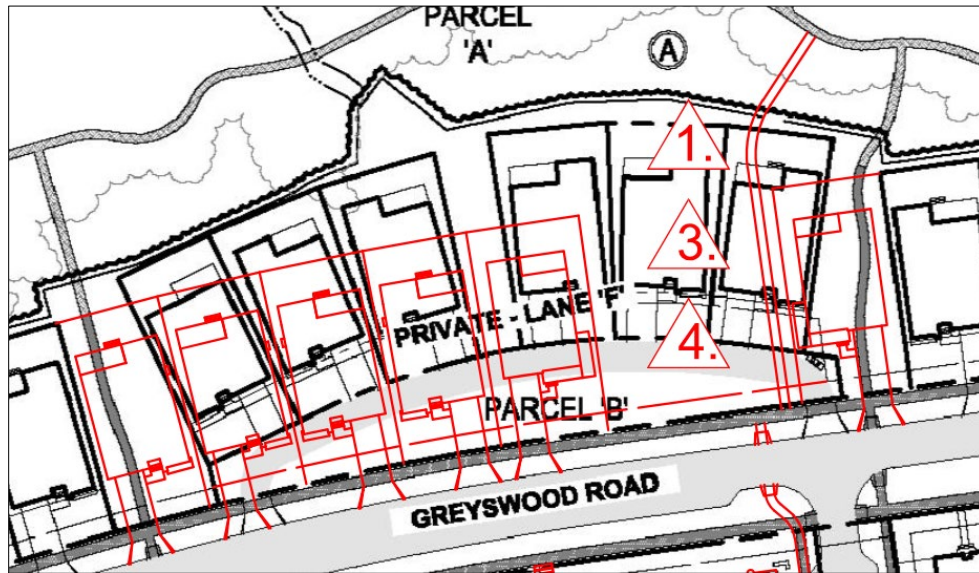 PARCEL
'A'
A
1.
3.
PRIVATE - LANE 'F'
4.
PARCEL 'B'
GREYSWOOD ROAD